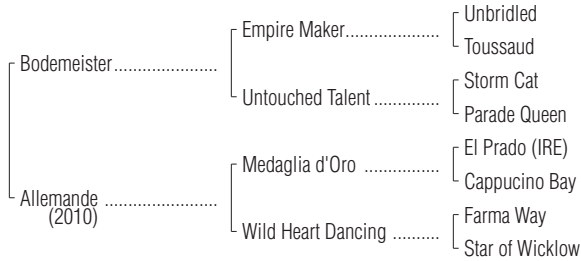 Unbridled
Empire Maker.....................
Toussaud
Bodemeister......................
Storm Cat
Untouched Talent ..............
Parade Queen
El Prado (IRE)
Medaglia d'Oro ................
Cappucino Bay
Allemande ........................
(2010)
Farma Way
Wild Heart Dancing ..........
Star of Wicklow